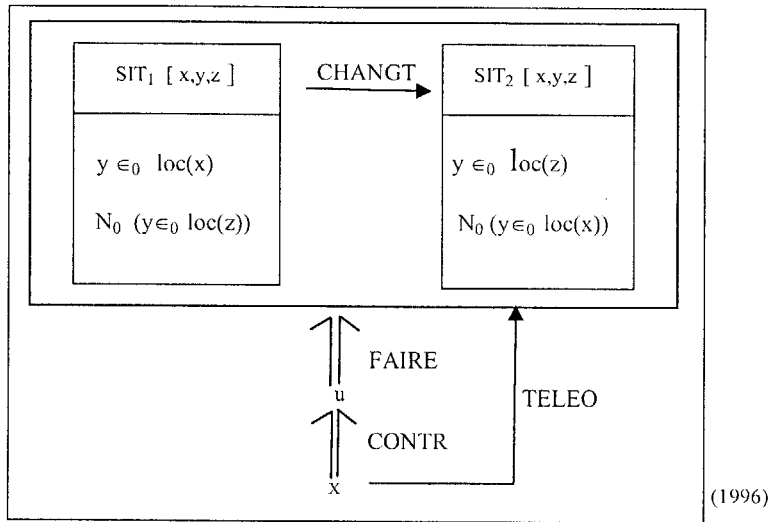 SIT₁ [ x,y,z ] CHANGT SIT₂ [ x,y,z ]
y ∈₀ loc(x) y ∈₀ loc(z)
N₀ (y∈₀ loc(z)) N₀ (y∈₀ loc(x))
FAIRE
u TELEO
CONTR
x (1996)